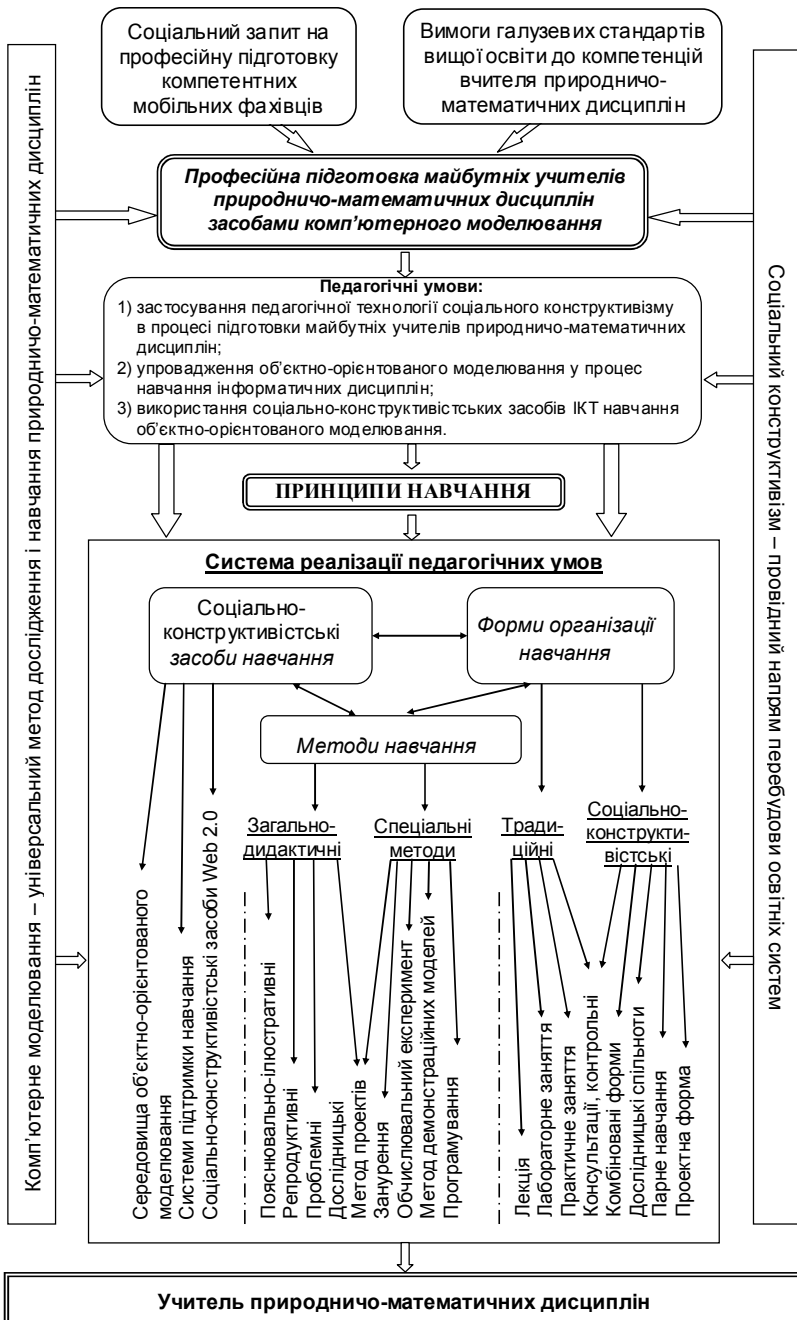 Соціальний запит на
професійну підготовку
компетентних
мобільних фахівців
Вимоги галузевих стандартів
вищої освіти до компетенцій
вчителя природничо-
математичних дисциплін
Комп'ютерне моделювання – універсальний метод дослідження і навчання природничо-математичних дисциплін
Соціальний конструктивізм – провідний напрям перебудови освітніх систем
Професійна підготовка майбутніх учителів
природничо-математичних дисциплін
засобами комп'ютерного моделювання
Педагогічні умови:
1) застосування педагогічної технології соціального конструктивізму
в процесі підготовки майбутніх учителів природничо-математичних
дисциплін;
2) упровадження об'єктно-орієнтованого моделювання у процес
навчання інформатичних дисциплін;
3) використання соціально-конструктивістських засобів ІКТ навчання
об'єктно-орієнтованого моделювання.
ПРИНЦИПИ НАВЧАННЯ
Система реалізації педагогічних умов
Соціально-
конструктивістські
засоби навчання
Форми організації
навчання
Методи навчання
Загально-
дидактичні
Спеціальні
методи
Тради-
ційні
Соціально-
конструкти-
вістські
Середовища об'єктно-орієнтованого
моделювання
Системи підтримки навчання
Соціально-конструктивістські засоби Web 2.0
Пояснювально-ілюстративні
Репродуктивні
Проблемні
Дослідницькі
Метод проектів
Занурення
Обчислювальний експеримент
Метод демонстраційних моделей
Програмування
Лекція
Лабораторне заняття
Практичне заняття
Консультації, контрольні
Комбіновані форми
Дослідницькі спільноти
Парне навчання
Проектна форма
Учитель природничо-математичних дисциплін